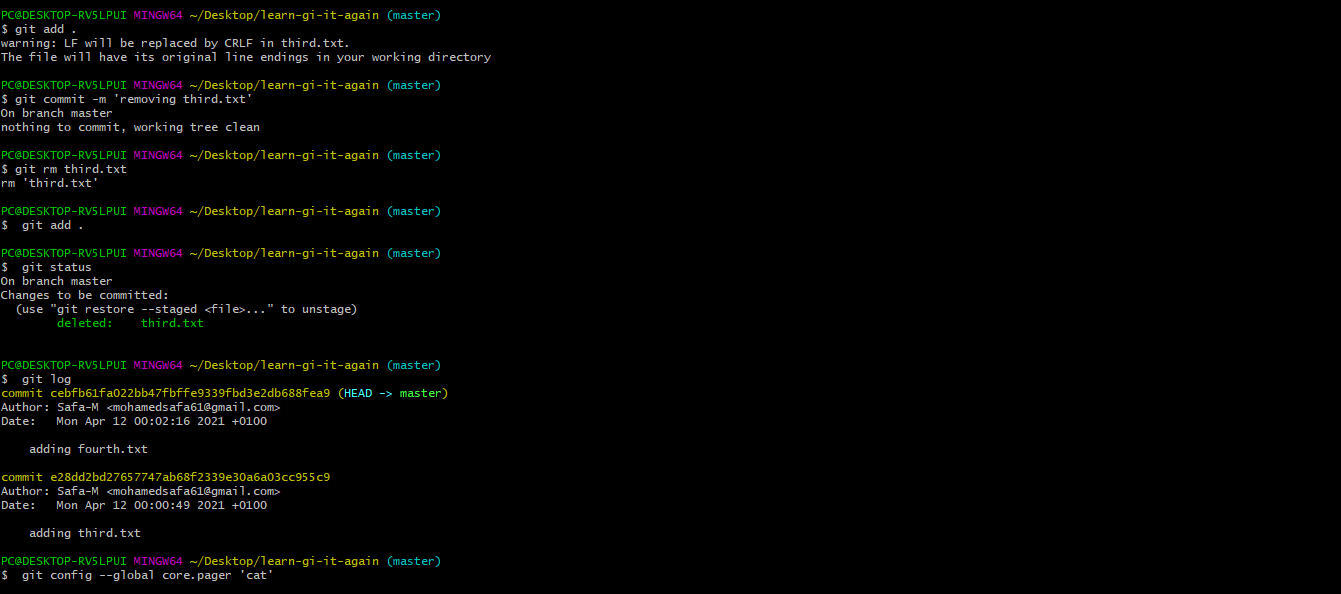 PC@DESKTOP-RV5LPUI MINGW64 ~/Desktop/learn-gi-it-again (master)
$ git add .
warning: LF will be replaced by CRLF in third.txt.
The file will have its original line endings in your working directory
PC@DESKTOP-RV5LPUI MINGW64 ~/Desktop/learn-gi-it-again (master)
$ git commit -m 'removing third.txt'
On branch master
nothing to commit, working tree clean
PC@DESKTOP-RV5LPUI MINGW64 ~/Desktop/learn-gi-it-again (master)
$ git rm third.txt
rm 'third.txt'
PC@DESKTOP-RV5LPUI MINGW64 ~/Desktop/learn-gi-it-again (master)
$  git add .
PC@DESKTOP-RV5LPUI MINGW64 ~/Desktop/learn-gi-it-again (master)
$  git status
On branch master
Changes to be committed:
  (use "git restore --staged <file>..." to unstage)
        deleted:    third.txt
PC@DESKTOP-RV5LPUI MINGW64 ~/Desktop/learn-gi-it-again (master)
$  git log
commit cebfb61fa022bb47fbffe9339fbd3e2db688fea9 (HEAD -> master)
Author: Safa-M <mohamedsafa61@gmail.com>
Date:   Mon Apr 12 00:02:16 2021 +0100
    adding fourth.txt
commit e28dd2bd27657747ab68f2339e30a6a03cc955c9
Author: Safa-M <mohamedsafa61@gmail.com>
Date:   Mon Apr 12 00:00:49 2021 +0100
    adding third.txt
PC@DESKTOP-RV5LPUI MINGW64 ~/Desktop/learn-gi-it-again (master)
$  git config --global core.pager 'cat'